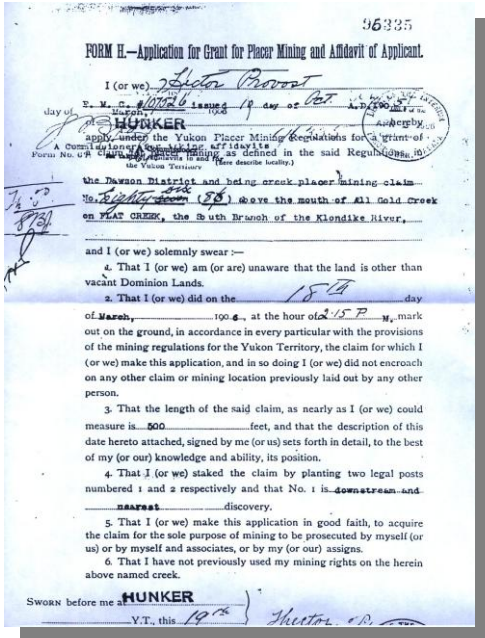 95335
FORM H.—Application for Grant for Placer Mining and Affidavit of Applicant.
I (or we) Hector Provost
F. M. C. #107526 issued 19 day of Oct. A.D. 190
of HUNKER hereby
apply under the Yukon Placer Mining Regulations for a grant of
a claim for placer mining as defined in the said Regulations, in
the Yukon Territory (here describe locality.)
Form No.
the Dawson District and being creek placer mining claim
No. Eighty six (86) above the mouth of All Gold Creek
on FLAT CREEK, the South Branch of the Klondike River,
and I (or we) solemnly swear :—
1. That I (or we) am (or are) unaware that the land is other than
vacant Dominion Lands.
2. That I (or we) did on the 18th day
of March, 1906, at the hour of 2.15 P M, mark
out on the ground, in accordance in every particular with the provisions
of the mining regulations for the Yukon Territory, the claim for which I
(or we) make this application, and in so doing I (or we) did not encroach
on any other claim or mining location previously laid out by any other
person.
3. That the length of the said claim, as nearly as I (or we) could
measure is 500 feet, and that the description of this
date hereto attached, signed by me (or us) sets forth in detail, to the best
of my (or our) knowledge and ability, its position.
4. That I (or we) staked the claim by planting two legal posts
numbered 1 and 2 respectively and that No. 1 is downstream and
nearest discovery.
5. That I (or we) make this application in good faith, to acquire
the claim for the sole purpose of mining to be prosecuted by myself (or
us) or by myself and associates, or by my (or our) assigns.
6. That I have not previously used my mining rights on the herein
above named creek.
SWORN before me at HUNKER
Y.T., this 19th